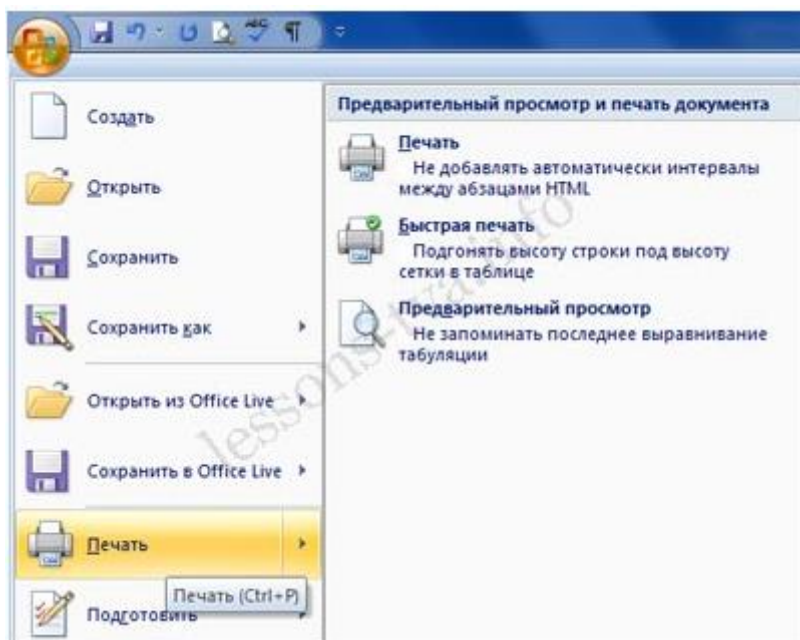 Создать
Открыть
Сохранить
Сохранить как
Открыть из Office Live
Сохранить в Office Live
Печать
Печать (Ctrl+P)
Подготовить
Предварительный просмотр и печать документа
Печать
Не добавлять автоматически интервалы
между абзацами HTML
Быстрая печать
Подгонять высоту строки под высоту
сетки в таблице
Предварительный просмотр
Не запоминать последнее выравнивание
табуляции